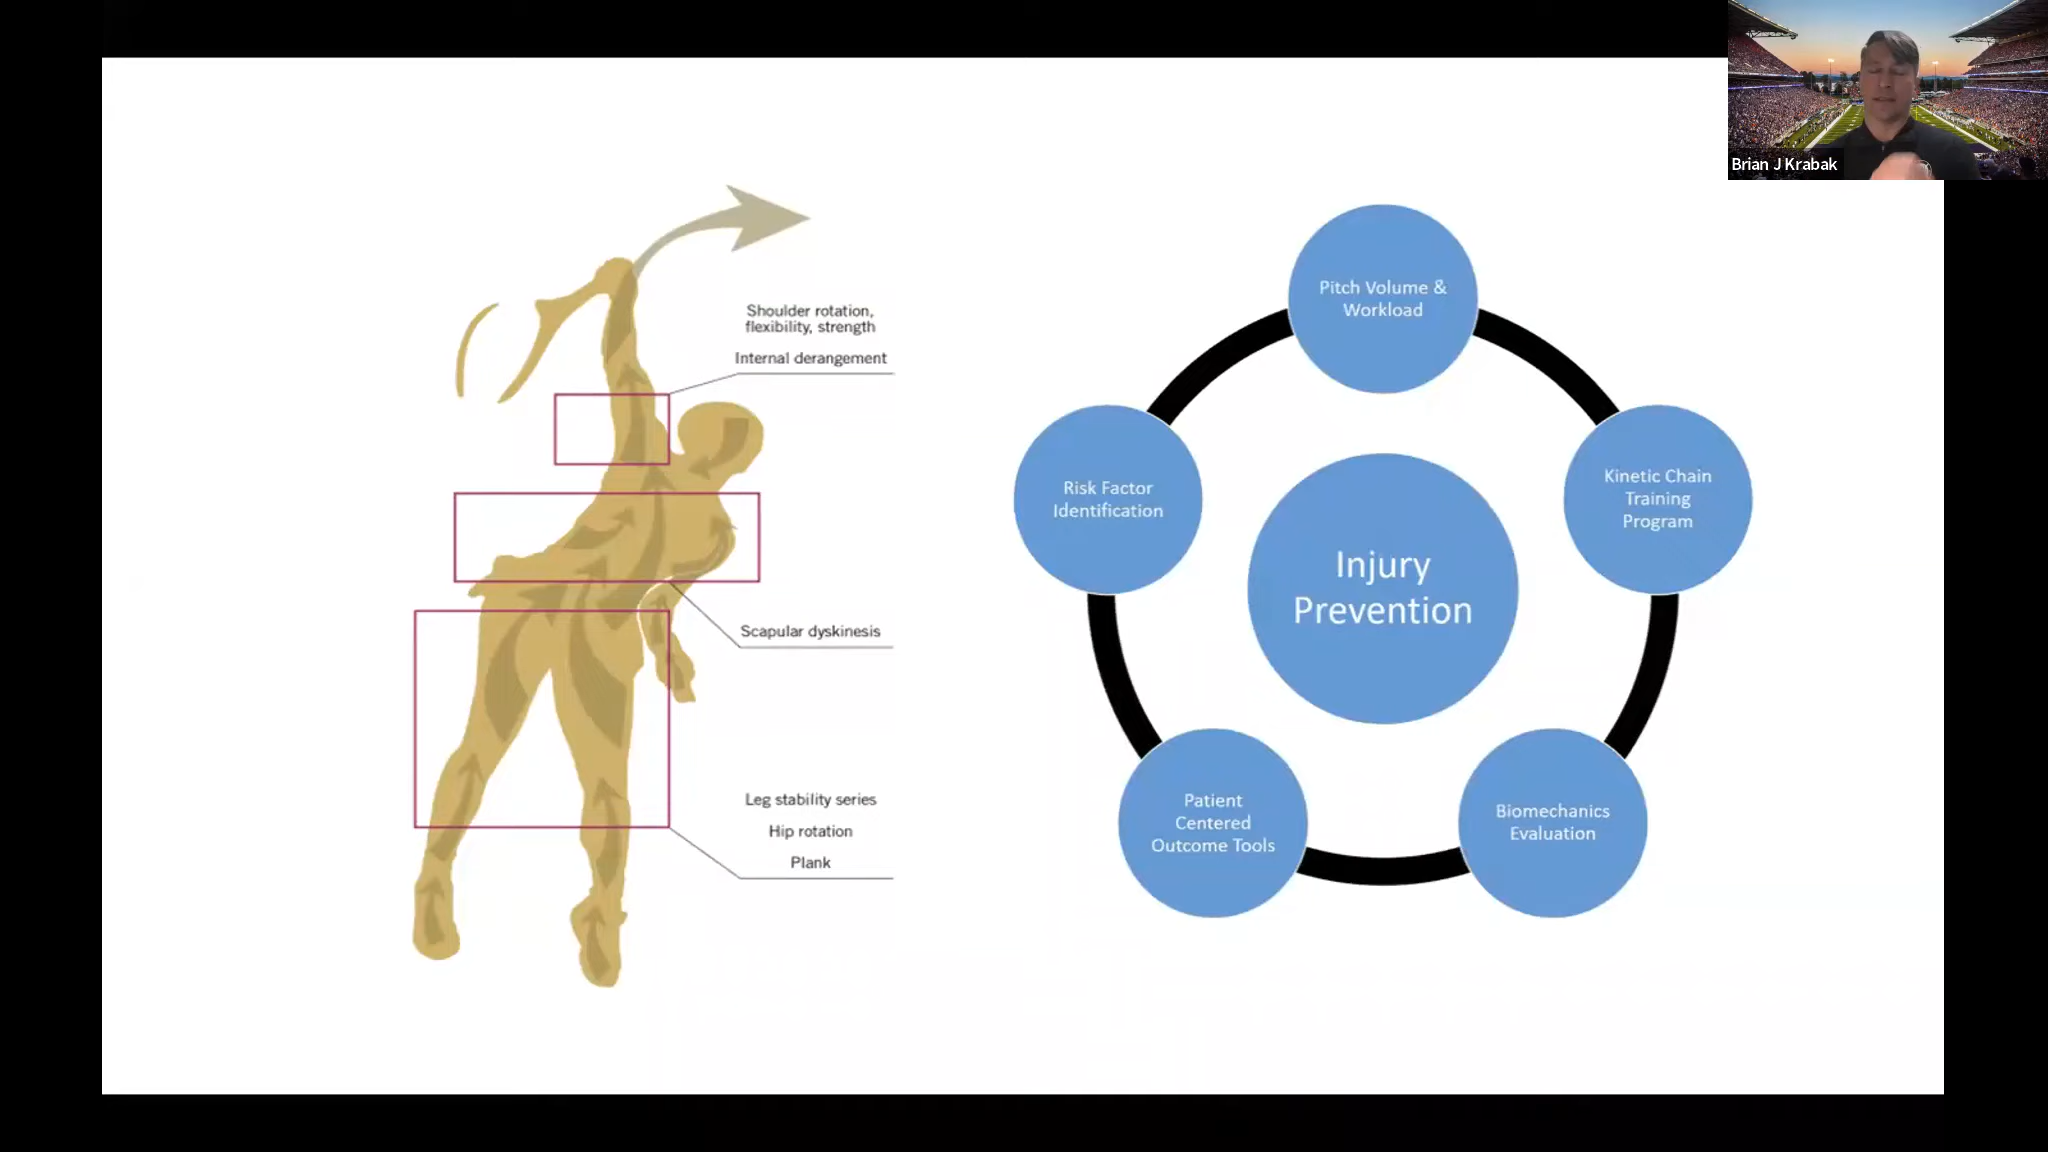 Brian J Krabak
Shoulder rotation,
flexibility, strength
Internal derangement
Scapular dyskinesis
Leg stability series
Hip rotation
Plank
Pitch Volume &
Workload
Kinetic Chain
Training
Program
Biomechanics
Evaluation
Patient
Centered
Outcome Tools
Risk Factor
Identification
Injury
Prevention